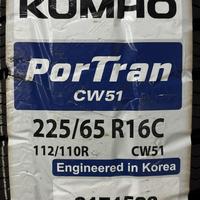 KUMHO
PorTran
CW51
225/65 R16C
112/110R CW51
Engineered in Korea